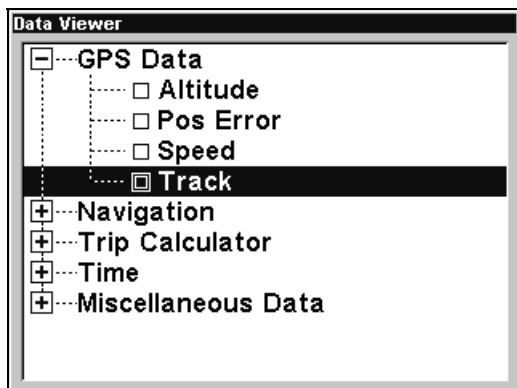 Data Viewer
GPS Data
Altitude
Pos Error
Speed
Track
Navigation
Trip Calculator
Time
Miscellaneous Data